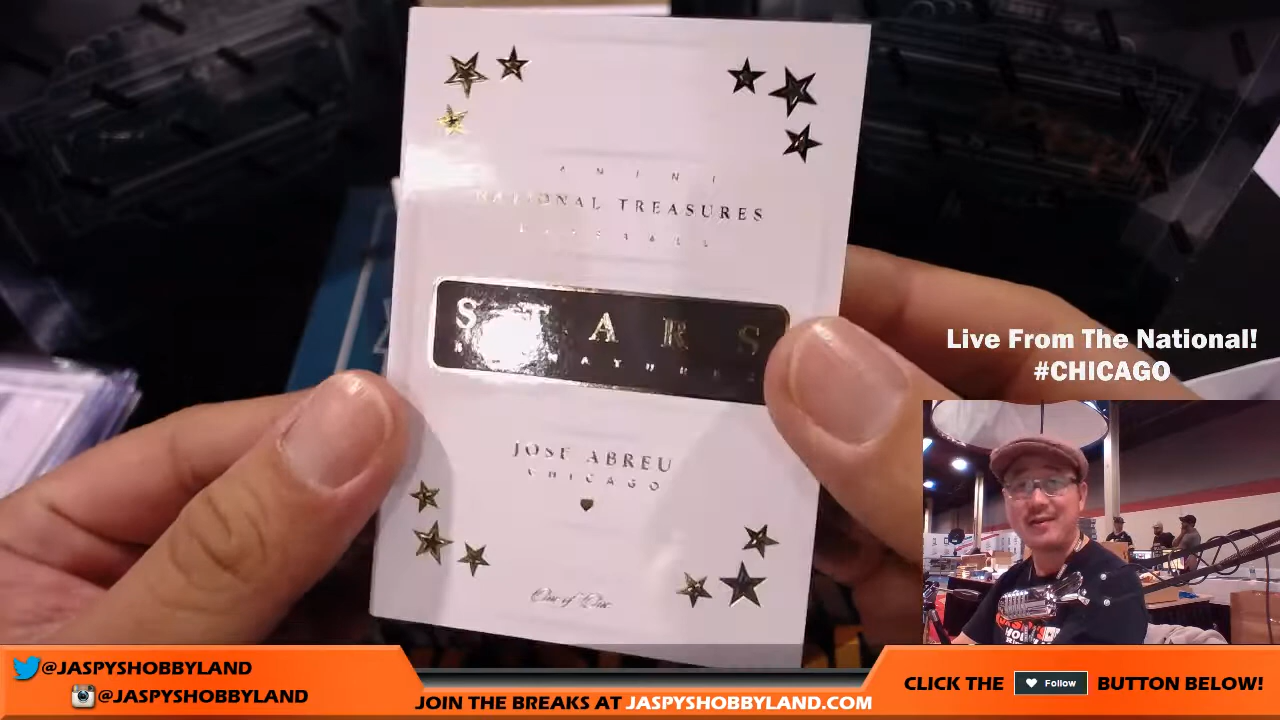 NATIONAL TREASURES
STARS
JOSE ABREU
CHICAGO
One of One
Live From The National!
#CHICAGO
@JASPYSHOBBYLAND
@JASPYSHOBBYLAND
JOIN THE BREAKS AT JASPYSHOBBYLAND.COM
CLICK THE Follow BUTTON BELOW!